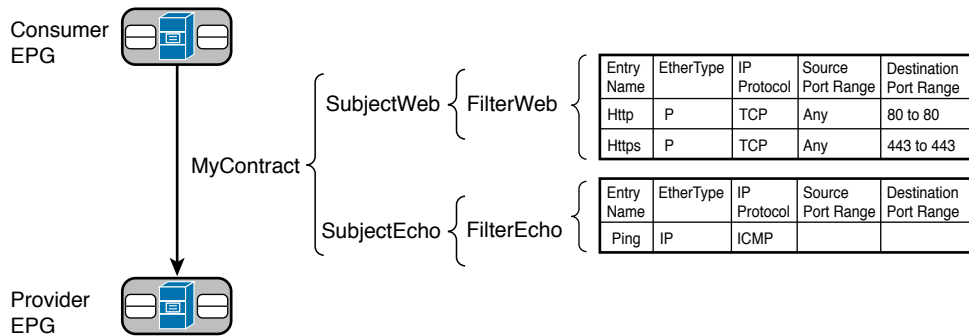 Consumer
EPG
MyContract
SubjectWeb
FilterWeb
Entry Name EtherType IP Protocol Source Port Range Destination Port Range
Http P TCP Any 80 to 80
Https P TCP Any 443 to 443
SubjectEcho
FilterEcho
Entry Name EtherType IP Protocol Source Port Range Destination Port Range
Ping IP ICMP
Provider
EPG